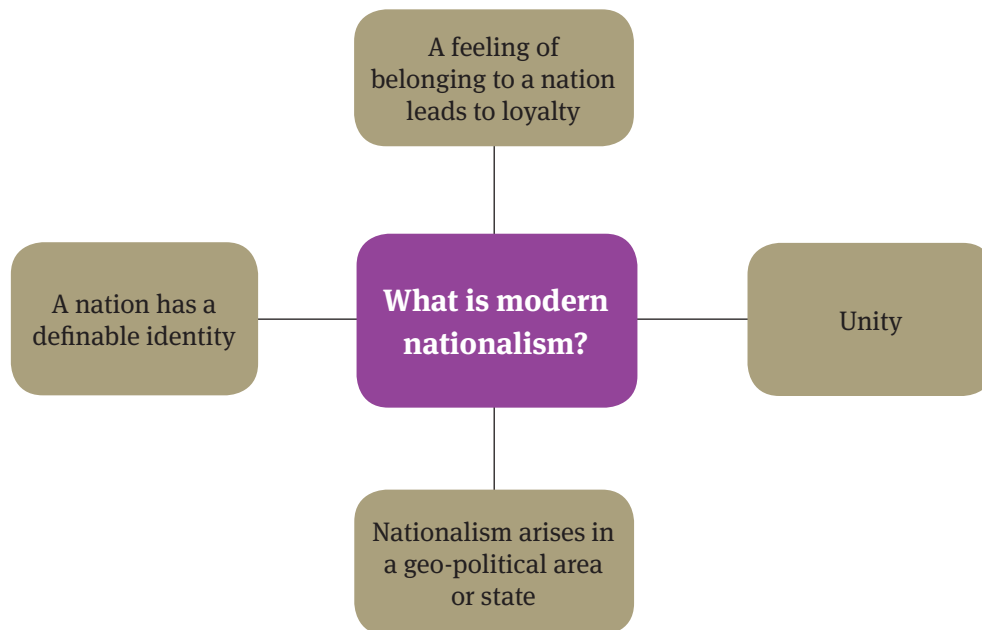 A feeling of
belonging to a nation
leads to loyalty
A nation has a
definable identity
What is modern
nationalism?
Unity
Nationalism arises in
a geo-political area
or state